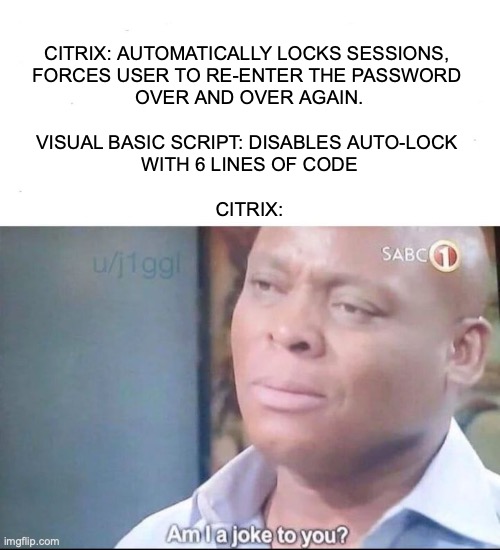 CITRIX: AUTOMATICALLY LOCKS SESSIONS,
FORCES USER TO RE-ENTER THE PASSWORD
OVER AND OVER AGAIN.
VISUAL BASIC SCRIPT: DISABLES AUTO-LOCK
WITH 6 LINES OF CODE
CITRIX:
u/j1ggl
SABC 1
Am I a joke to you?
imgflip.com